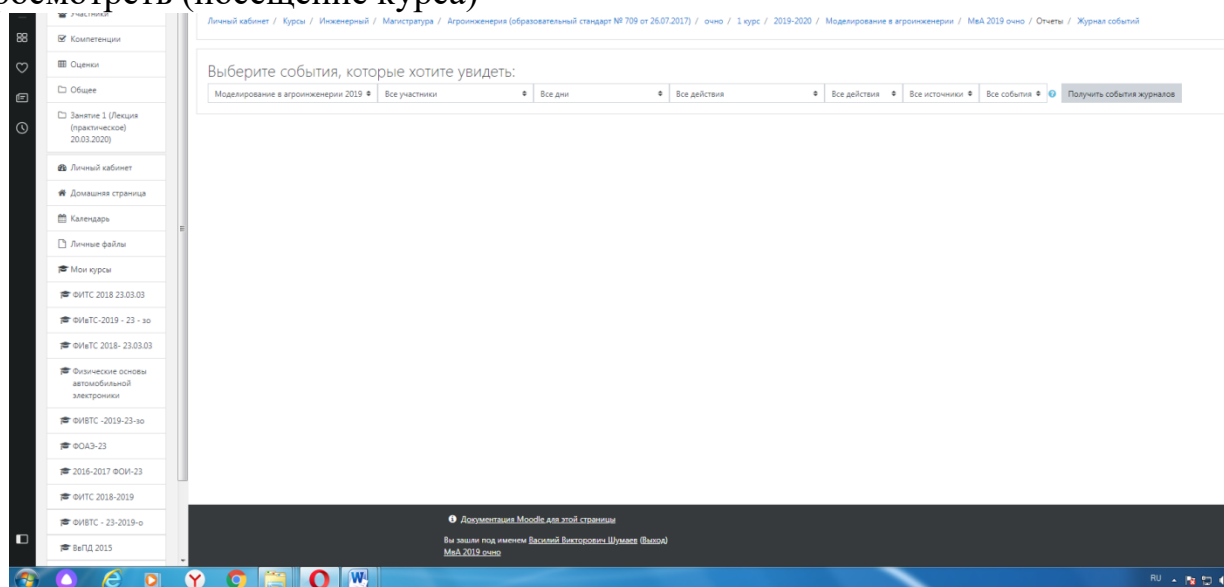 осмотреть (посещение курса)
Участники
Компетенции
Оценки
Общее
Занятие 1 (Лекция
(практическое)
20.03.2020)
Личный кабинет
Домашняя страница
Календарь
Личные файлы
Мои курсы
ФИТС 2018 23.03.03
ФИвТС-2019 - 23 - зо
ФИвТС 2018- 23.03.03
Физические основы
автомобильной
электроники
ФИВТС -2019-23-зо
ФОАЭ-23
2016-2017 ФОИ-23
ФИТС 2018-2019
ФИВТС - 23-2019-о
ВвПД 2015
Личный кабинет / Курсы / Инженерный / Магистратура / Агроинженерия (образовательный стандарт № 709 от 26.07.2017) / очно / 1 курс / 2019-2020 / Моделирование в агроинженерии / МвА 2019 очно / Отчеты / Журнал событий
Выберите события, которые хотите увидеть:
Моделирование в агроинженерии 2019 Все участники Все дни Все действия Все действия Все источники Все события Получить события журналов
Документация Moodle для этой страницы
Вы зашли под именем Василий Викторович Шумаев (Выход)
МвА 2019 очно
RU